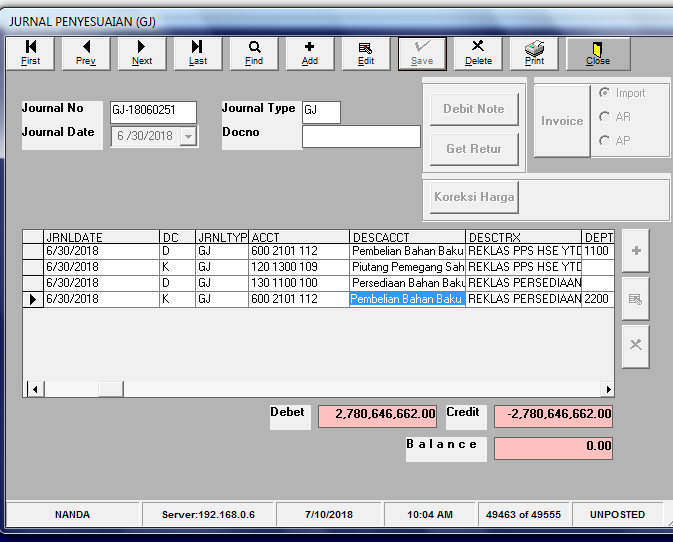 JURNAL PENYESUAIAN (GJ)
First Prev Next Last Find Add Edit Save Delete Print Close
Journal No GJ-18060251 Journal Type GJ
Journal Date 6 /30/2018 Docno
Debit Note
Get Retur
Invoice
Import
AR
AP
Koreksi Harga
JRNLDATE DC JRNLTYP ACCT DESCACCT DESCTRX DEPT
6/30/2018 D GJ 600 2101 112 Pembelian Bahan Baku REKLAS PPS HSE YTD 1100
6/30/2018 K GJ 120 1300 109 Piutang Pemegang Sah REKLAS PPS HSE YTD
6/30/2018 D GJ 130 1100 100 Persediaan Bahan Baku REKLAS PERSEDIAAN
6/30/2018 K GJ 600 2101 112 Pembelian Bahan Baku REKLAS PERSEDIAAN 2200
Debet 2,780,646,662.00 Credit -2,780,646,662.00
Balance 0.00
NANDA Server:192.168.0.6 7/10/2018 10:04 AM 49463 of 49555 UNPOSTED